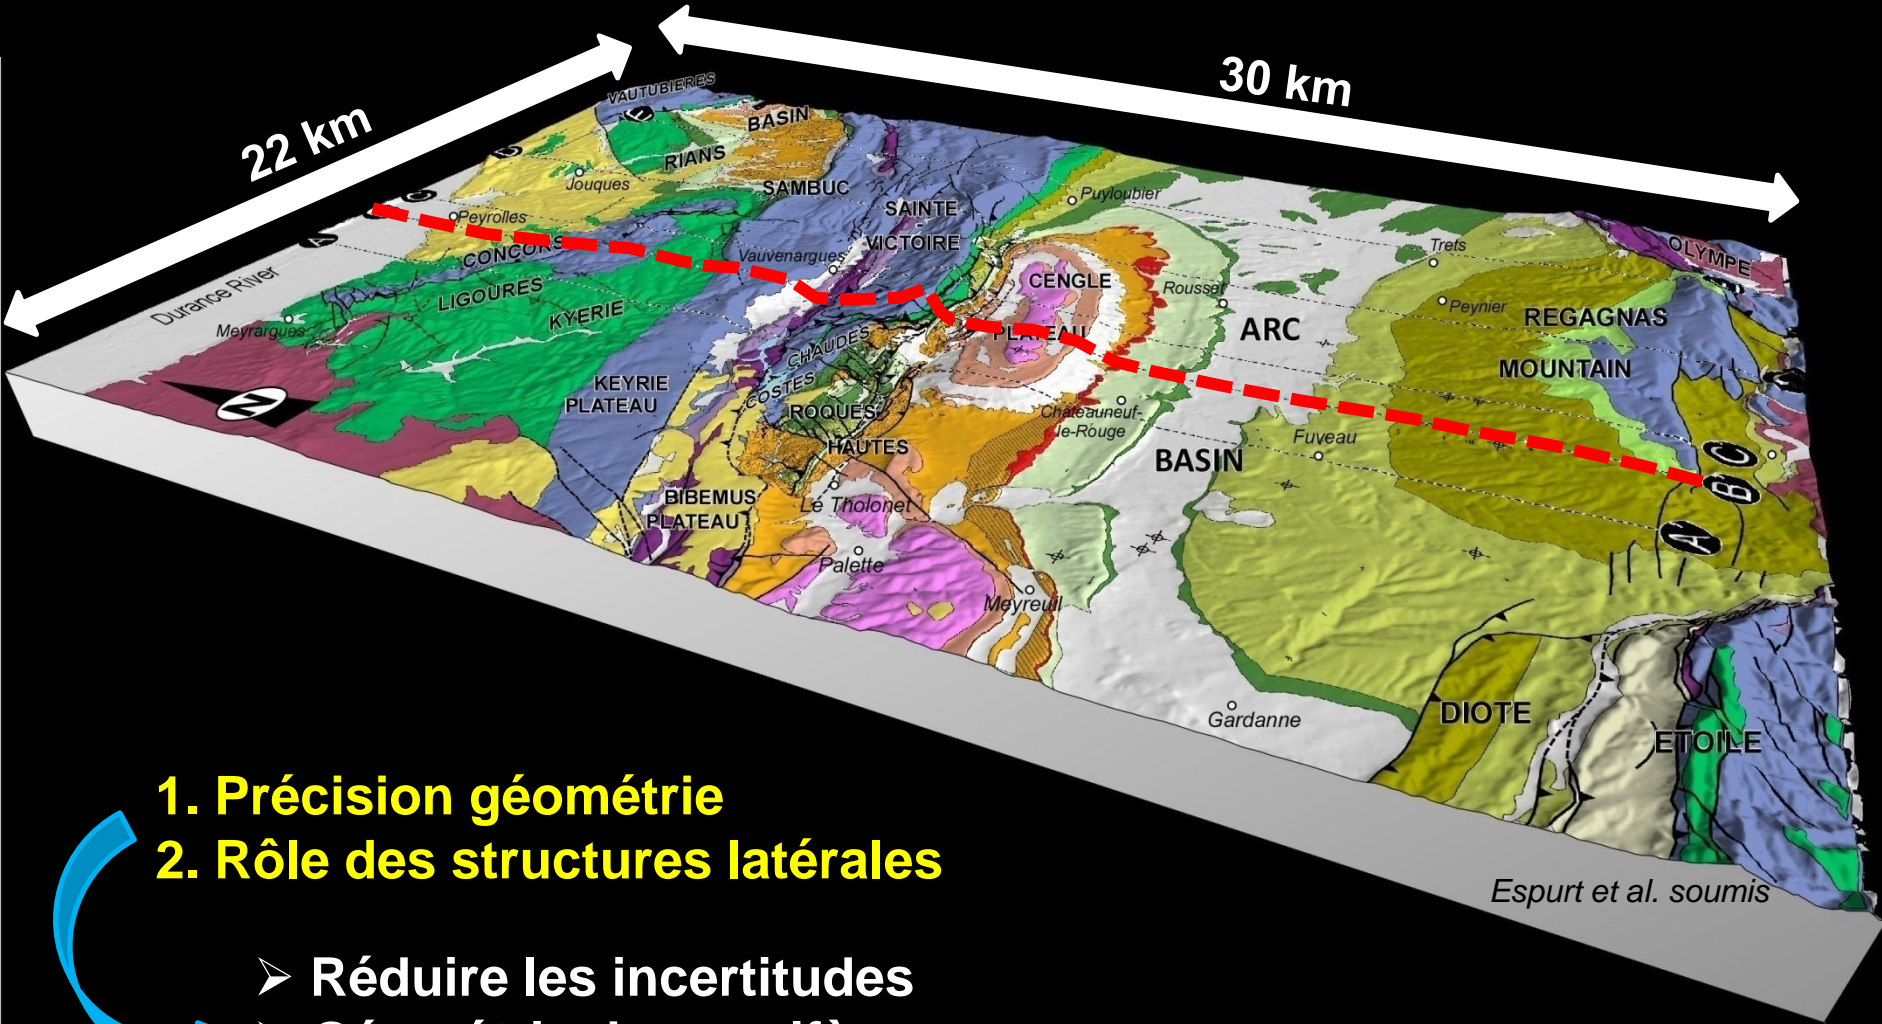 22 km
30 km
VAUTUBIERES
E
BASIN
D
RIANS
Jouques
SAMBUC
C
SAINTE
-
VICTOIRE
Puyloubier
Peyrolles
A
CONCORS
Vauvenargues
Trets
OLYMPE
Durance River
LIGOURES
CENGLE
Rousset
Meyrargues
KYERIE
PLATEAU
ARC
Peynier
REGAGNAS
MOUNTAIN
CHAUDES
COSTES
KEYRIE
PLATEAU
N
ROQUES
HAUTES
Châteauneuf-
le-Rouge
Fuveau
BASIN
C
B
A
BIBEMUS
PLATEAU
Le Tholonet
Palette
Meyreuil
Gardanne
DIOTE
ETOILE
1. Précision géométrie
2. Rôle des structures latérales
Espurt et al. soumis
➢ Réduire les incertitudes